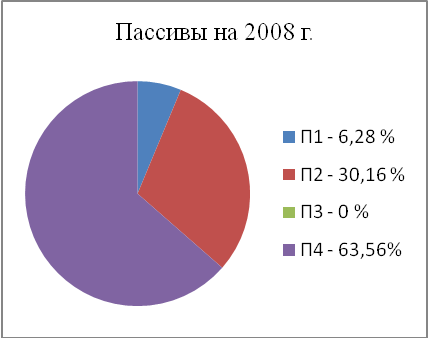 Пассивы на 2008 г.
П1 - 6,28 %
П2 - 30,16 %
П3 - 0 %
П4 - 63,56%